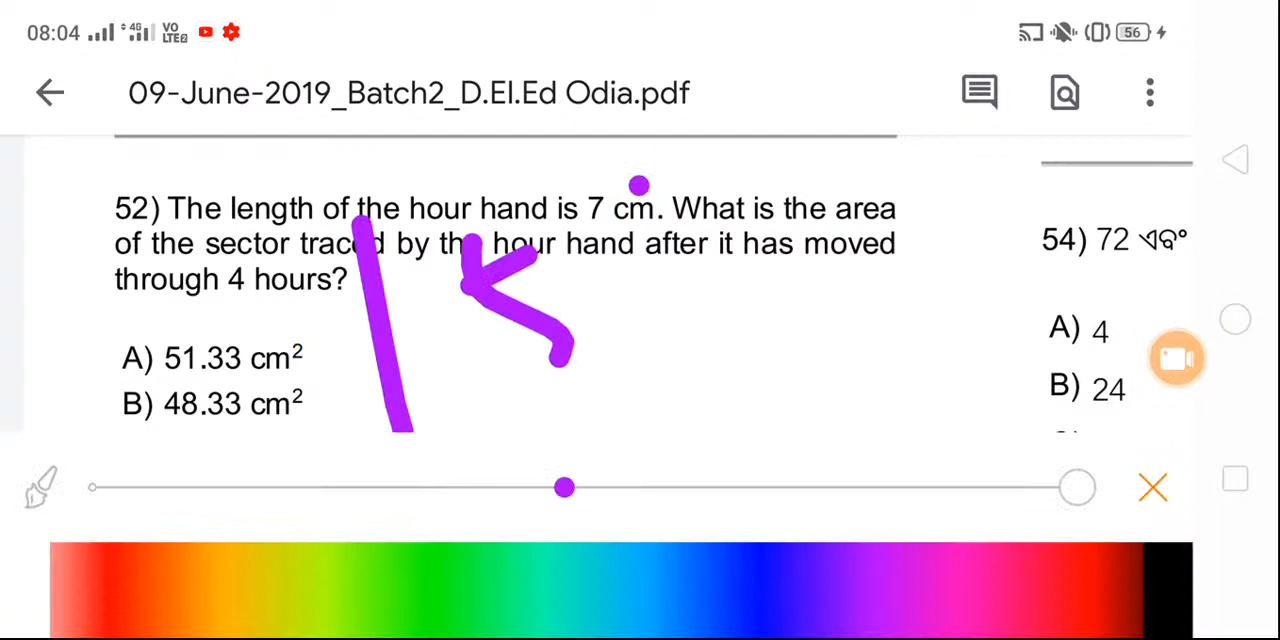 08:04 4G VO LTE2 56
09-June-2019_Batch2_D.El.Ed Odia.pdf
52) The length of the hour hand is 7 cm. What is the area
of the sector traced by the hour hand after it has moved
through 4 hours?
A) 51.33 cm²
B) 48.33 cm²
54) 72 ଏବଂ
A) 4
B) 24